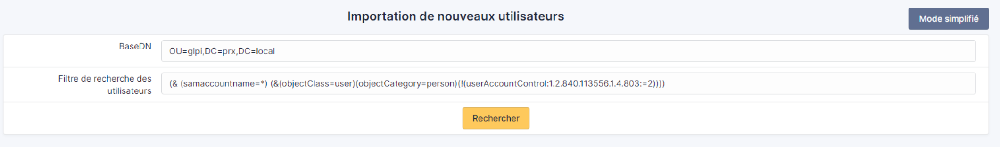 Importation de nouveaux utilisateurs
Mode simplifié
BaseDN
OU=glpi,DC=prx,DC=local
Filtre de recherche des
utilisateurs
(& (samaccountname=*) (&(objectClass=user)(objectCategory=person)(!(userAccountControl:1.2.840.113556.1.4.803:=2))))
Rechercher